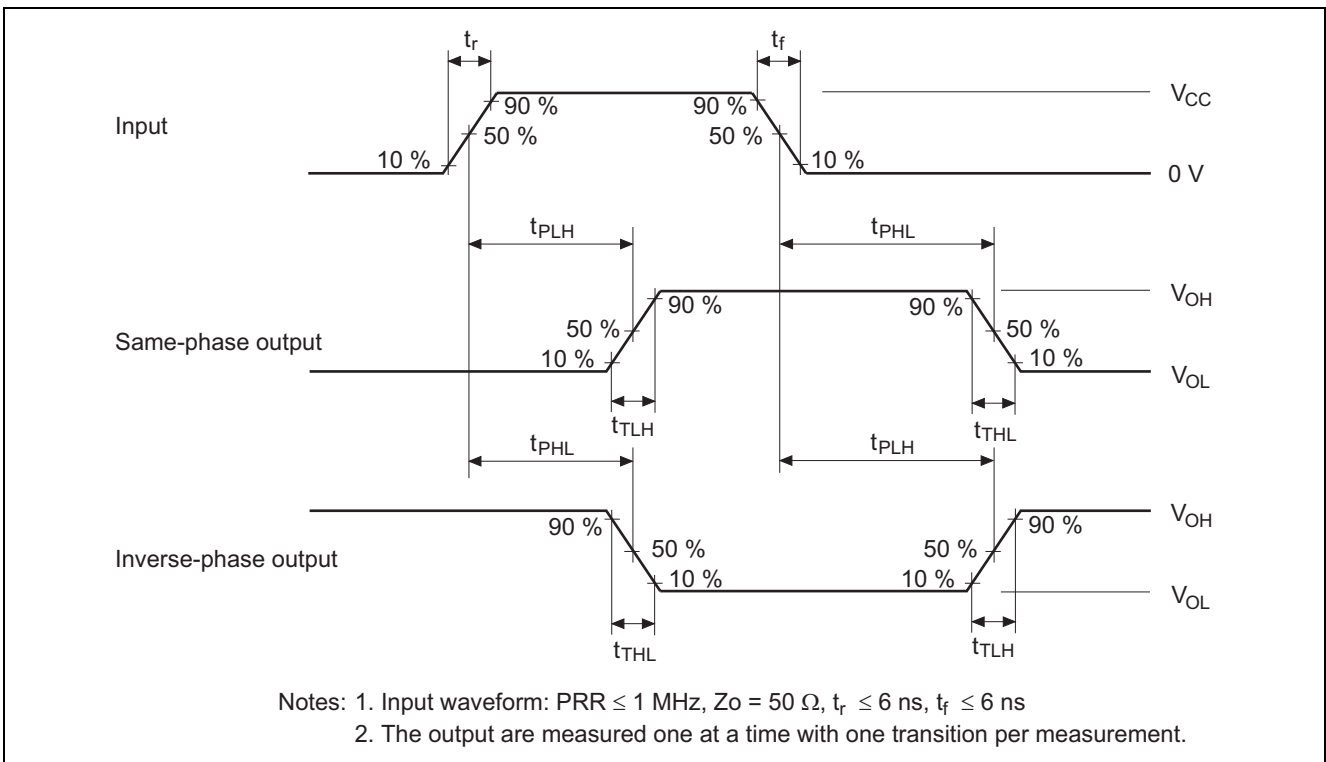 tr
tf
90 %
90 %
VCC
Input
50 %
50 %
10 %
10 %
0 V
tPLH
tPHL
90 %
90 %
VOH
50 %
50 %
Same-phase output
10 %
10 %
VOL
tTLH
tTHL
tPHL
tPLH
90 %
90 %
VOH
50 %
50 %
Inverse-phase output
10 %
10 %
VOL
tTHL
tTLH
Notes: 1. Input waveform: PRR ≤ 1 MHz, Zo = 50 Ω, tr ≤ 6 ns, tf ≤ 6 ns
2. The output are measured one at a time with one transition per measurement.